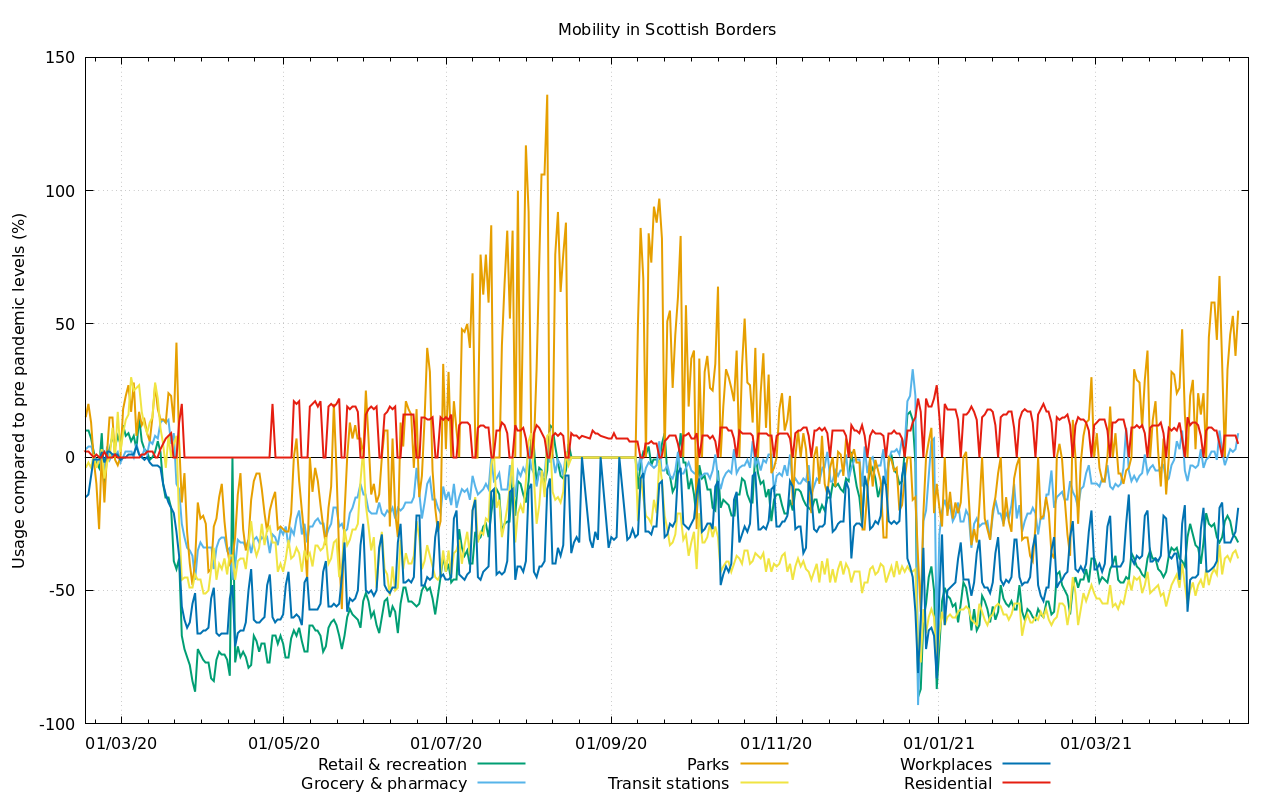 Mobility in Scottish Borders
Usage compared to pre pandemic levels (%)
150
100
50
0
-50
-100
01/03/20 01/05/20 01/07/20 01/09/20 01/11/20 01/01/21 01/03/21
Retail & recreation Parks Workplaces
Grocery & pharmacy Transit stations Residential